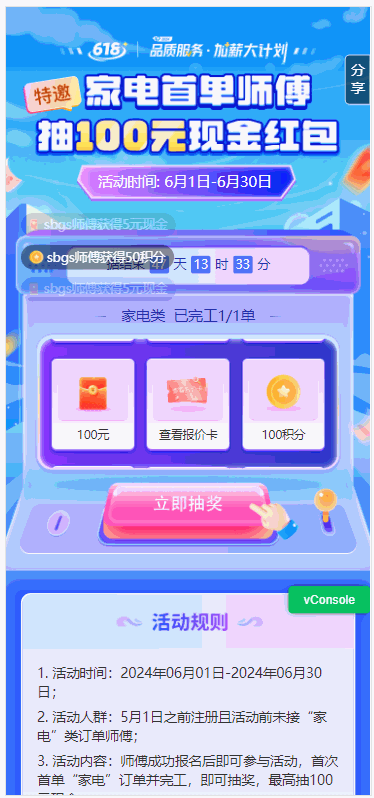 618
品质服务·加薪大计划
分享
特邀
家电首单师傅
抽100元现金红包
活动时间: 6月1日-6月30日
sbgs师傅获得5元现金
sbgs师傅获得50积分
距结束 天 13 时 33 分
sbgs师傅获得5元现金
家电类 已完工1/1单
100元
查看报价卡
100积分
立即抽奖
vConsole
活动规则
1. 活动时间：2024年06月01日-2024年06月30
日；
2. 活动人群：5月1日之前注册且活动前未接“家
电”类订单师傅；
3. 活动内容：师傅成功报名后即可参与活动，首次
首单“家电”订单并完工，即可抽奖，最高抽100